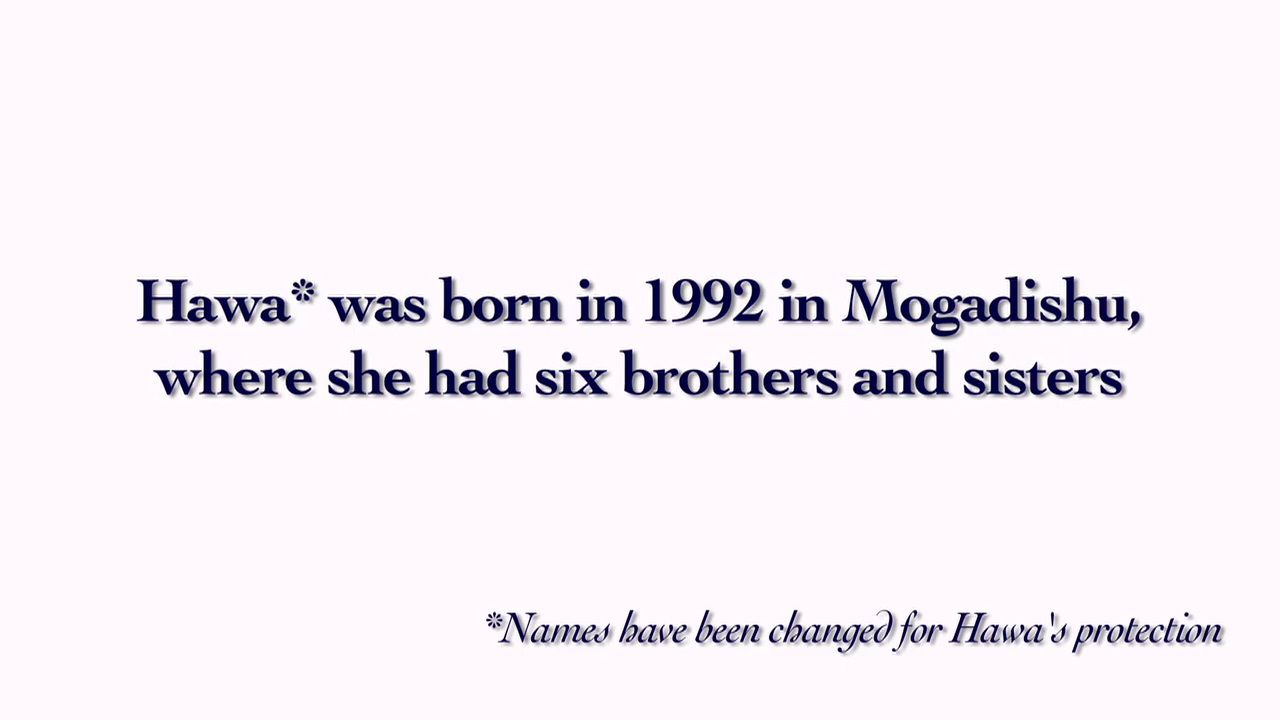 Hawa* was born in 1992 in Mogadishu,
where she had six brothers and sisters
*Names have been changed for Hawa's protection